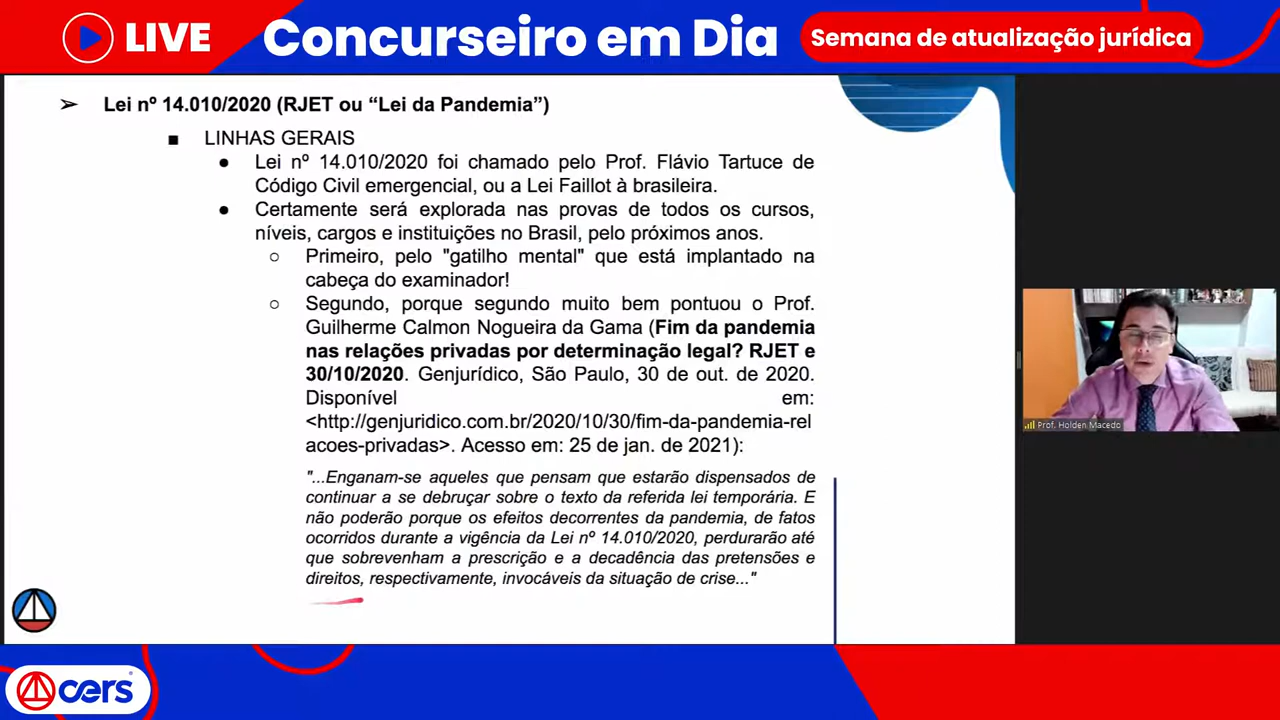 LIVE
Concurseiro em Dia
Semana de atualização jurídica
➢ Lei nº 14.010/2020 (RJET ou “Lei da Pandemia”)
■ LINHAS GERAIS
● Lei nº 14.010/2020 foi chamado pelo Prof. Flávio Tartuce de
Código Civil emergencial, ou a Lei Faillot à brasileira.
● Certamente será explorada nas provas de todos os cursos,
níveis, cargos e instituições no Brasil, pelo próximos anos.
○ Primeiro, pelo "gatilho mental" que está implantado na
cabeça do examinador!
○ Segundo, porque segundo muito bem pontuou o Prof.
Guilherme Calmon Nogueira da Gama (Fim da pandemia
nas relações privadas por determinação legal? RJET e
30/10/2020. Genjurídico, São Paulo, 30 de out. de 2020.
Disponível em:
<http://genjuridico.com.br/2020/10/30/fim-da-pandemia-rel
acoes-privadas>. Acesso em: 25 de jan. de 2021):
"...Enganam-se aqueles que pensam que estarão dispensados de
continuar a se debruçar sobre o texto da referida lei temporária. E
não poderão porque os efeitos decorrentes da pandemia, de fatos
ocorridos durante a vigência da Lei nº 14.010/2020, perdurarão até
que sobrevenham a prescrição e a decadência das pretensões e
direitos, respectivamente, invocáveis da situação de crise..."
Prof. Holden Macedo
cers